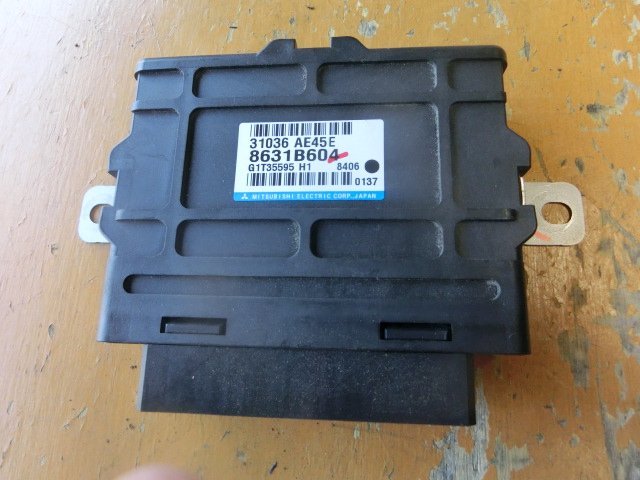 31036 AE45E
8631B604
G1T35595 H1 8406
0137
MITSUBISHI ELECTRIC CORP. JAPAN